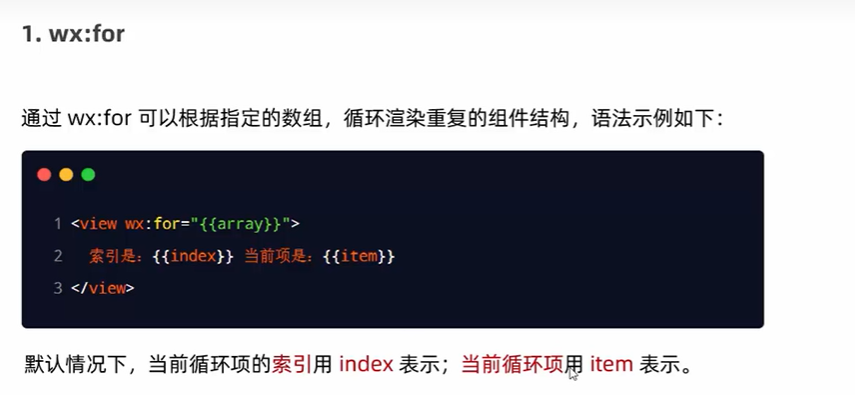 1. wx:for
通过 wx:for 可以根据指定的数组，循环渲染重复的组件结构，语法示例如下：
1 <view wx:for="{{array}}">
2 索引是：{{index}} 当前项是：{{item}}
3 </view>
默认情况下，当前循环项的索引用 index 表示；当前循环项用 item 表示。